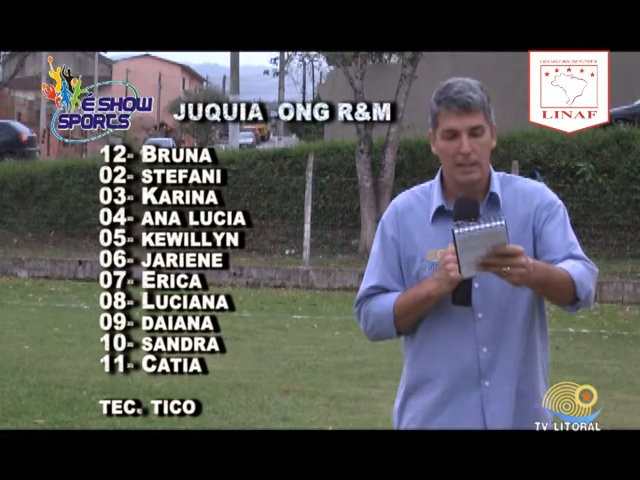 É SHOW
SPORTS
JUQUIA - ONG R&M
LINAF
12- BRUNA
02- STEFANI
03- KARINA
04- ANA LUCIA
05- KEWILLYN
06- JARIENE
07- ERICA
08- LUCIANA
09- DAIANA
10- SANDRA
11- CATIA
TEC. TICO
TV LITORAL